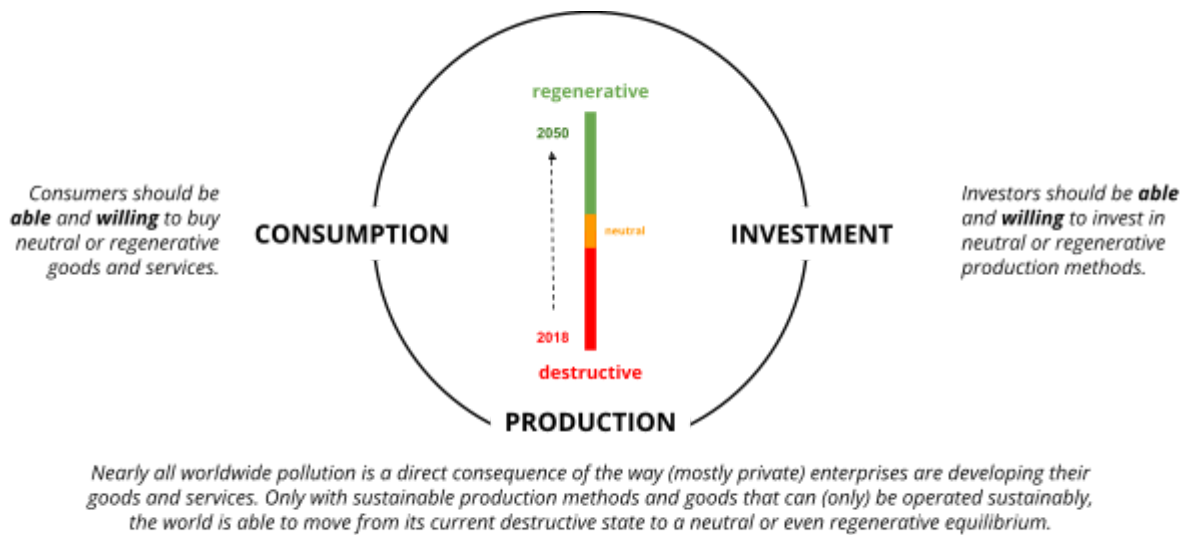 regenerative
2050
neutral
2018
destructive
Consumers should be
able and willing to buy
neutral or regenerative
goods and services.
CONSUMPTION
INVESTMENT
Investors should be able
and willing to invest in
neutral or regenerative
production methods.
PRODUCTION
Nearly all worldwide pollution is a direct consequence of the way (mostly private) enterprises are developing their
goods and services. Only with sustainable production methods and goods that can (only) be operated sustainably,
the world is able to move from its current destructive state to a neutral or even regenerative equilibrium.